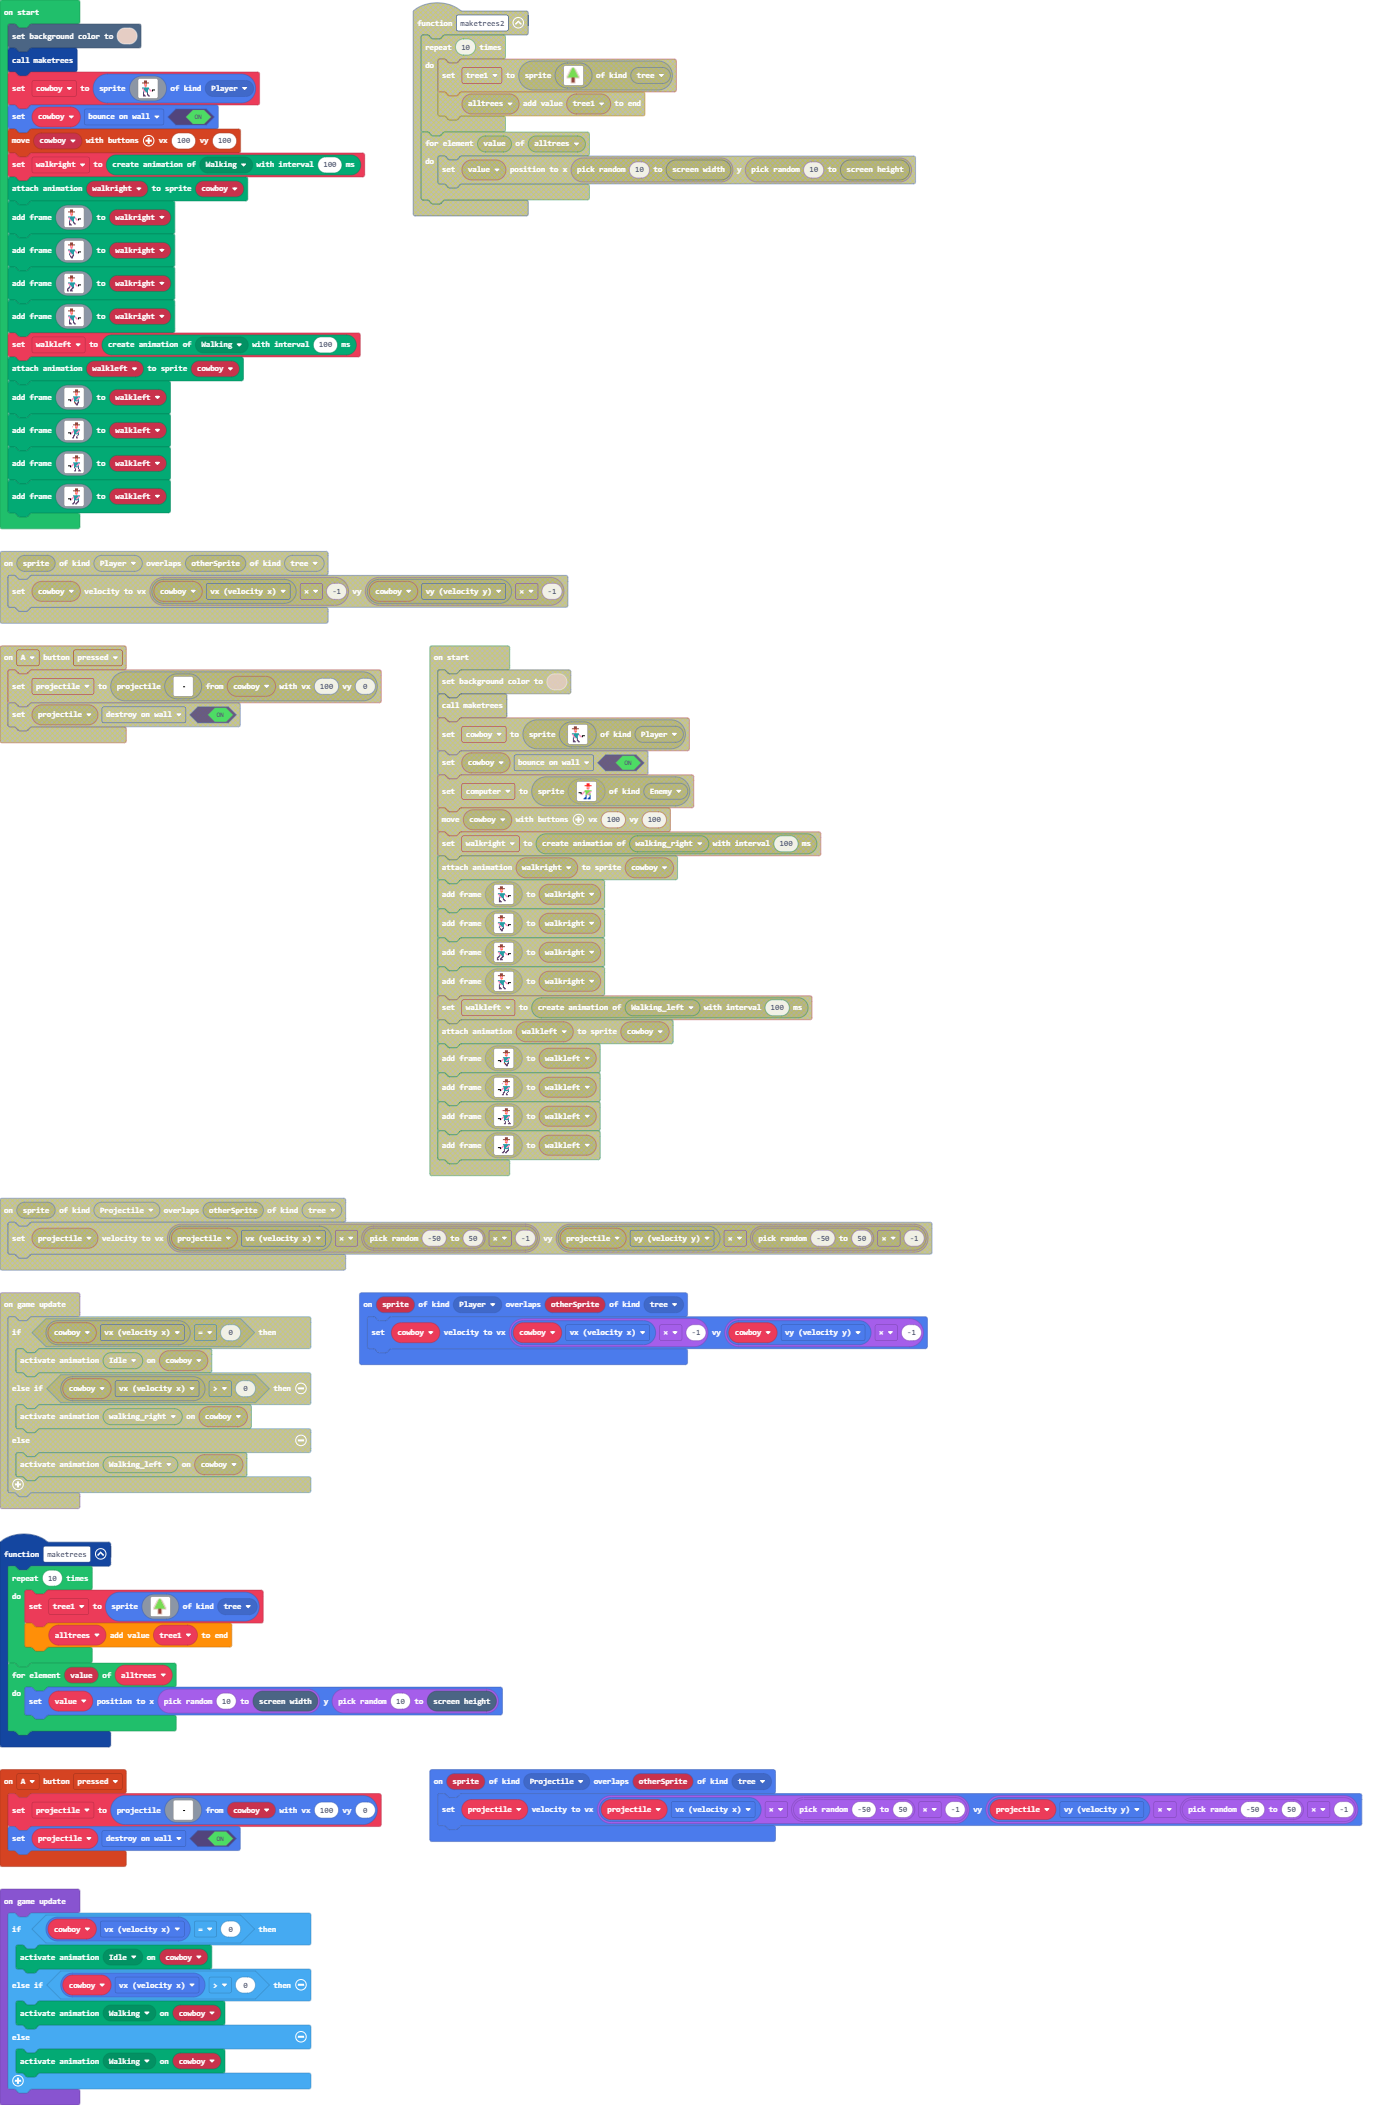 on start
set background color to
call maketrees
set cowboy to sprite of kind Player
set cowboy bounce on wall ON
move cowboy with buttons vx 100 vy 100
set walkright to create animation of Walking with interval 100 ms
attach animation walkright to sprite cowboy
add frame to walkright
add frame to walkright
add frame to walkright
add frame to walkright
set walkleft to create animation of Walking with interval 100 ms
attach animation walkleft to sprite cowboy
add frame to walkleft
add frame to walkleft
add frame to walkleft
add frame to walkleft
function maketrees2
repeat 10 times
do
set tree1 to sprite of kind tree
alltrees add value tree1 to end
for element value of alltrees
do
set value position to x pick random 10 to screen width y pick random 10 to screen height
on sprite of kind Player overlaps otherSprite of kind tree
set cowboy velocity to vx cowboy vx (velocity x) × -1 vy cowboy vy (velocity y) × -1
on A button pressed
set projectile to projectile from cowboy with vx 100 vy 0
set projectile destroy on wall ON
on start
set background color to
call maketrees
set cowboy to sprite of kind Player
set cowboy bounce on wall ON
set computer to sprite of kind Enemy
move cowboy with buttons vx 100 vy 100
set walkright to create animation of walking_right with interval 100 ms
attach animation walkright to sprite cowboy
add frame to walkright
add frame to walkright
add frame to walkright
add frame to walkright
set walkleft to create animation of Walking_left with interval 100 ms
attach animation walkleft to sprite cowboy
add frame to walkleft
add frame to walkleft
add frame to walkleft
add frame to walkleft
on sprite of kind Projectile overlaps otherSprite of kind tree
set projectile velocity to vx projectile vx (velocity x) × pick random -50 to 50 × -1 vy projectile vy (velocity y) × pick random -50 to 50 × -1
on game update
if cowboy vx (velocity x) = 0 then
activate animation Idle on cowboy
else if cowboy vx (velocity x) > 0 then
activate animation walking_right on cowboy
else
activate animation Walking_left on cowboy
on sprite of kind Player overlaps otherSprite of kind tree
set cowboy velocity to vx cowboy vx (velocity x) × -1 vy cowboy vy (velocity y) × -1
function maketrees
repeat 10 times
do
set tree1 to sprite of kind tree
alltrees add value tree1 to end
for element value of alltrees
do
set value position to x pick random 10 to screen width y pick random 10 to screen height
on A button pressed
set projectile to projectile from cowboy with vx 100 vy 0
set projectile destroy on wall ON
on sprite of kind Projectile overlaps otherSprite of kind tree
set projectile velocity to vx projectile vx (velocity x) × pick random -50 to 50 × -1 vy projectile vy (velocity y) × pick random -50 to 50 × -1
on game update
if cowboy vx (velocity x) = 0 then
activate animation Idle on cowboy
else if cowboy vx (velocity x) > 0 then
activate animation Walking on cowboy
else
activate animation Walking on cowboy